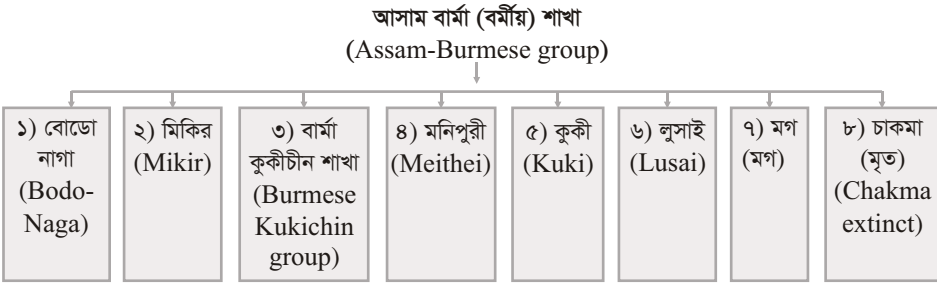 আসাম বার্মা (বর্মীয়) শাখা
(Assam-Burmese group)
১) বোডো
নাগা
(Bodo-
Naga)
২) মিকির
(Mikir)
৩) বার্মা
কুকীচীন শাখা
(Burmese
Kukichin
group)
৪) মনিপুরী
(Meithei)
৫) কুকী
(Kuki)
৬) লুসাই
(Lusai)
৭) মগ
(মগ)
৮) চাকমা
(মৃত)
(Chakma
extinct)